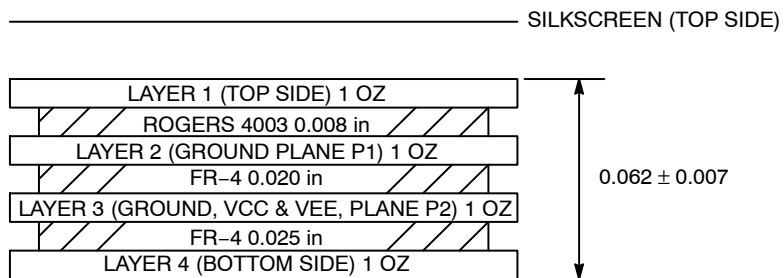 SILKSCREEN (TOP SIDE)
LAYER 1 (TOP SIDE) 1 OZ
ROGERS 4003 0.008 in
LAYER 2 (GROUND PLANE P1) 1 OZ
FR−4 0.020 in
0.062 ± 0.007
LAYER 3 (GROUND, VCC & VEE, PLANE P2) 1 OZ
FR−4 0.025 in
LAYER 4 (BOTTOM SIDE) 1 OZ